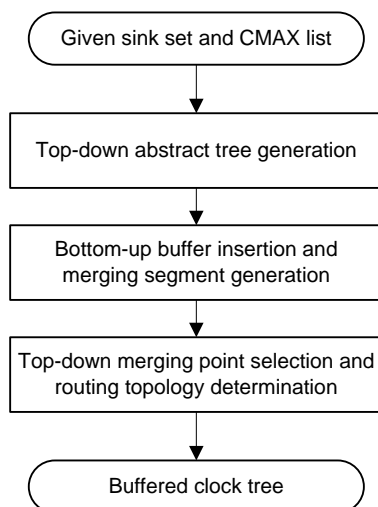 Given sink set and CMAX list
Top-down abstract tree generation
Bottom-up buffer insertion and
merging segment generation
Top-down merging point selection and
routing topology determination
Buffered clock tree